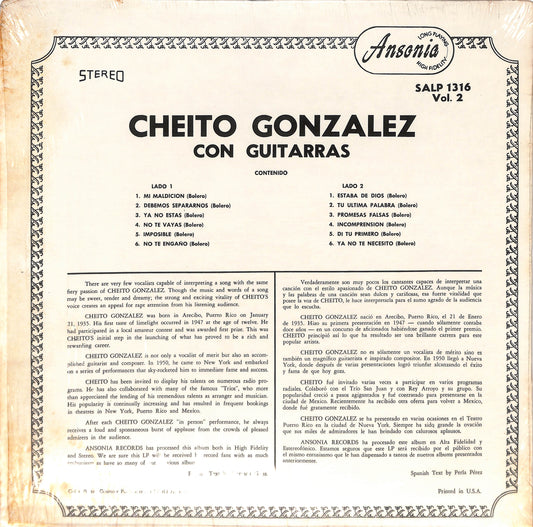 STEREO
Ansonia
LONG PLAYING
HIGH FIDELITY
SALP 1316
Vol. 2
CHEITO GONZALEZ
CON GUITARRAS
CONTENIDO
LADO 1
1. MI MALDICION (Bolero)
2. DEBEMOS SEPARARNOS (Bolero)
3. YA NO ESTAS (Bolero)
4. NO TE VAYAS (Bolero)
5. IMPOSIBLE (Bolero)
6. NO TE ENGAÑO (Bolero)
LADO 2
1. ESTABA DE DIOS (Bolero)
2. TU ULTIMA PALABRA (Bolero)
3. PROMESAS FALSAS (Bolero)
4. INCOMPRENSION (Bolero)
5. DI TU PRIMERO (Bolero)
6. YA NO TE NECESITO (Bolero)
There are very few vocalists capable of interpreting a song with the same
fiery passion of CHEITO GONZALEZ. Though the music and words of a song
may be sweet, tender and dreamy; the strong and exciting vitality of CHEITO'S
voice creates an appeal for rapt attention from his listening audience.
CHEITO GONZALEZ was born in Arecibo, Puerto Rico on January
21, 1935. His first taste of limelight occurred in 1947 at the age of twelve. He
had participated in a local amateur contest and was awarded first prize. This was
CHEITO'S initial step in the launching of what has proved to be a rich and
rewarding career.
CHEITO GONZALEZ is not only a vocalist of merit but also an accom-
plished guitarist and composer. In 1950, he came to New York and embarked
on a series of performances that sky-rocketed him to immediate fame and success.
CHEITO has been invited to display his talents on numerous radio pro-
grams. He has also collaborated with many of the famous "Trios", who more
than appreciated the lending of his tremendous talents as arranger and musician.
His popularity is continually increasing and has resulted in frequent bookings
in theatres in New York, Puerto Rico and Mexico.
After each CHEITO GONZALEZ "in person" performance, he always
receives a loud and spontaneous burst of applause from the crowds of pleased
admirers in the audience.
ANSONIA RECORDS has processed this album both in High Fidelity
and Stereo. We are sure this LP will be received record fans with as much
enthusiasm as have so many of vious album
Verdaderamente son muy pocos los cantantes capaces de interpretar una
canción con el estilo apasionado de CHEITO GONZALEZ. Aunque la música
y las palabras de una canción sean dulces y cariñosas, esa fuerte vitalidad que
posee la voz de CHEITO, le hace interpretarla para el sumo agrado de la audiencia
que lo escucha.
CHEITO GONZALEZ nació en Arecibo, Puerto Rico, el 21 de Enero
de 1935. Hizo su primera presentación en 1947 — cuando sólamente contaba
doce años — en un concurso de aficionados habiéndose ganado el primer premio.
CHEITO principió así lo que ha resultado ser una brillante carrera para este
popular artista.
CHEITO GONZALEZ no es sólamente un vocalista de mérito sino es
también un magnífico guitarrista y compositor. En 1950 llegó a Nueva
York, donde después de varias presentaciones logró triunfar alcanzando el éxito
y fama de que hoy goza.
CHEITO fué invitado varias veces a participar en varios programas
radiales. Colaboró con el Trío San Juan y con Rey Arroyo y su grupo. Su
popularidad creció a pasos agigantados y fué contratado para presentarse en la
ciudad de Mexico. Recientemente ha recibido otra oferta para volver a México,
donde fué gratamente recibido.
CHEITO GONZALEZ se ha presentado en varias ocasiones en el Teatro
Puerto Rico en la ciudad de Nueva York. Siempre ha sido grande la ovación
que sus miles de admiradores le han brindado con calurosos aplausos.
ANSONIA RECORDS ha procesado este album en Alta Fidelidad y
Estereofónico. Estamos seguros que este LP será recibido por el público con
el mismo entusiasmo que le han dispensado a tantos de nuestros albums presentados
anteriormente.
Spanish Text by Perla Pérez
Printed in U.S.A.